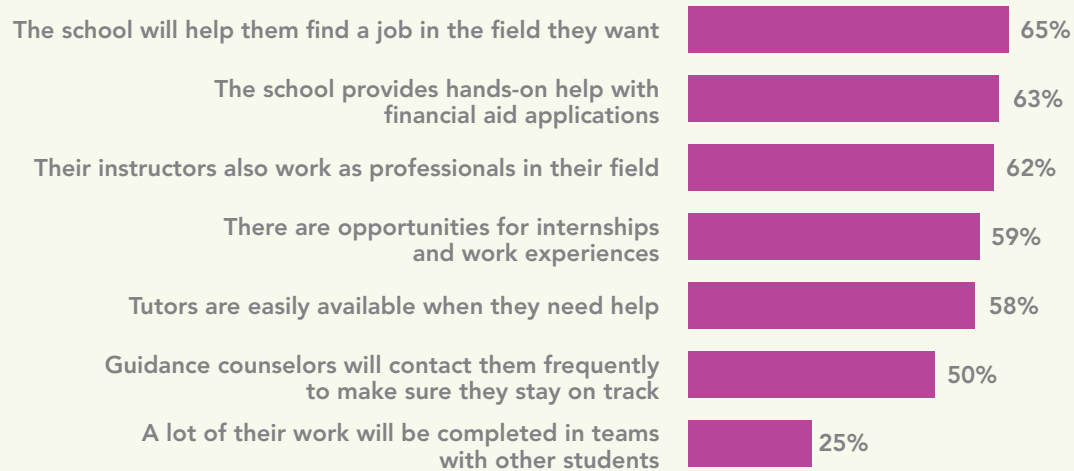 The school will help them find a job in the field they want
65%
The school provides hands-on help with
financial aid applications
63%
Their instructors also work as professionals in their field
62%
There are opportunities for internships
and work experiences
59%
Tutors are easily available when they need help
58%
Guidance counselors will contact them frequently
to make sure they stay on track
50%
A lot of their work will be completed in teams
with other students
25%